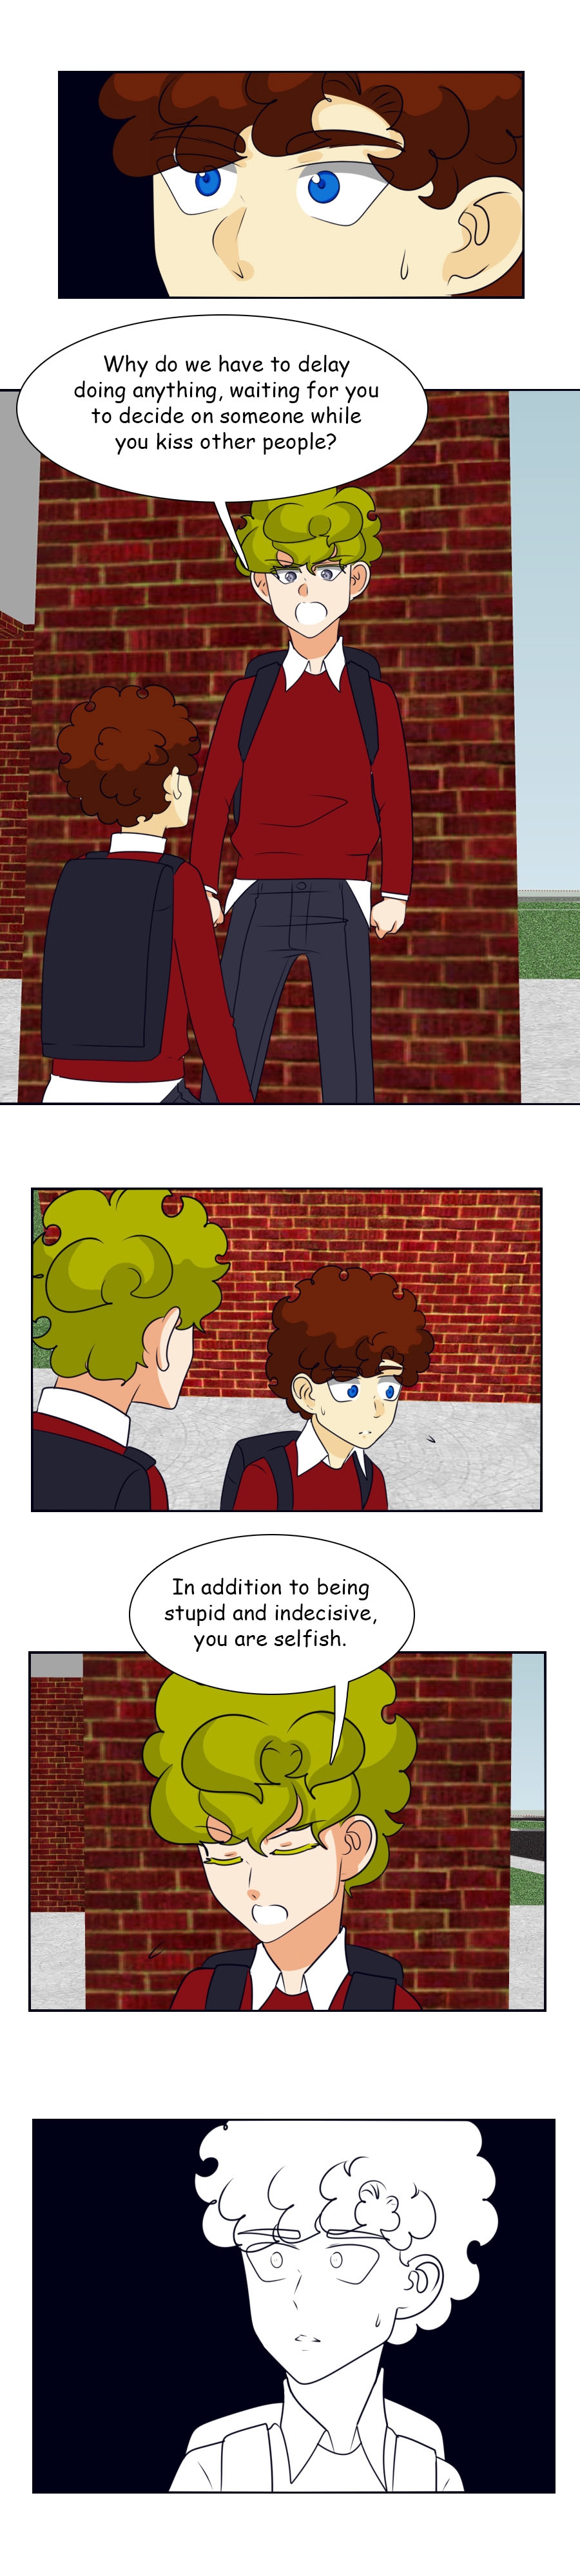 Why do we have to delay
doing anything, waiting for you
to decide on someone while
you kiss other people?
In addition to being
stupid and indecisive,
you are selfish.